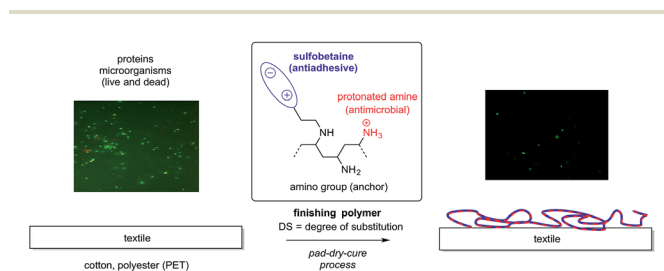 proteins
microorganisms
(live and dead)
textile
cotton, polyester (PET)
sulfobetaine
(antiadhesive)
−
+
protonated amine
(antimicrobial)
+
NH
NH3
NH2
amino group (anchor)
finishing polymer
DS = degree of substitution
pad-dry-cure
process
textile